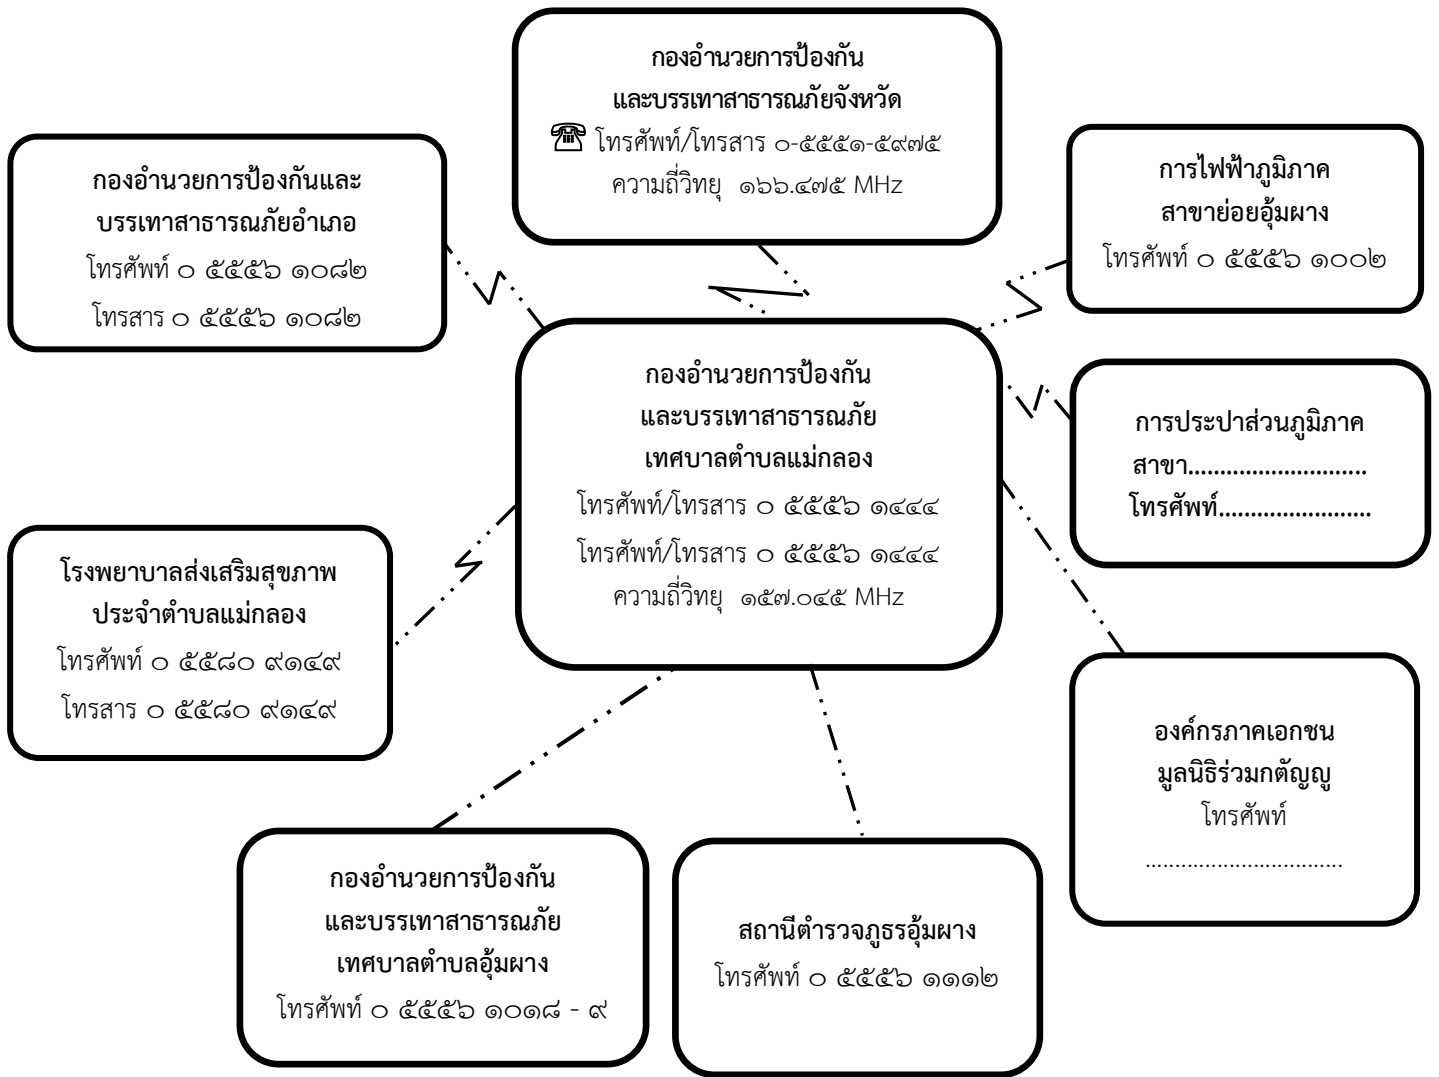 กองอำนวยการป้องกัน
และบรรเทาสาธารณภัยจังหวัด
☎ โทรศัพท์/โทรสาร ๐-๕๕๕๑-๕๙๗๕
ความถี่วิทยุ ๑๖๖.๔๗๕ MHz
กองอำนวยการป้องกันและ
บรรเทาสาธารณภัยอำเภอ
โทรศัพท์ ๐ ๕๕๕๖ ๑๐๘๒
โทรสาร ๐ ๕๕๕๖ ๑๐๘๒
การไฟฟ้าภูมิภาค
สาขาย่อยอุ้มผาง
โทรศัพท์ ๐ ๕๕๕๖ ๑๐๐๒
กองอำนวยการป้องกัน
และบรรเทาสาธารณภัย
เทศบาลตำบลแม่กลอง
โทรศัพท์/โทรสาร ๐ ๕๕๕๖ ๑๔๔๔
โทรศัพท์/โทรสาร ๐ ๕๕๕๖ ๑๔๔๔
ความถี่วิทยุ ๑๕๗.๐๔๕ MHz
การประปาส่วนภูมิภาค
สาขา............................
โทรศัพท์........................
โรงพยาบาลส่งเสริมสุขภาพ
ประจำตำบลแม่กลอง
โทรศัพท์ ๐ ๕๕๘๐ ๙๑๔๙
โทรสาร ๐ ๕๕๘๐ ๙๑๔๙
องค์กรภาคเอกชน
มูลนิธิร่วมกตัญญู
โทรศัพท์
.................................
กองอำนวยการป้องกัน
และบรรเทาสาธารณภัย
เทศบาลตำบลอุ้มผาง
โทรศัพท์ ๐ ๕๕๕๖ ๑๐๑๘ - ๙
สถานีตำรวจภูธรอุ้มผาง
โทรศัพท์ ๐ ๕๕๕๖ ๑๑๑๒